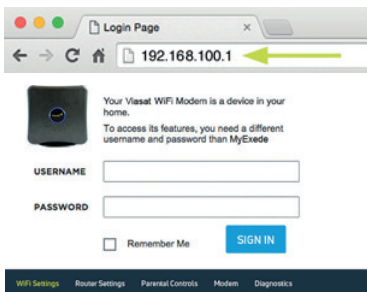 Login Page
192.168.100.1
Your Viasat WiFi Modem is a device in your
home.
To access its features, you need a different
username and password than MyExede
USERNAME
PASSWORD
Remember Me
SIGN IN
WiFi Settings Router Settings Parental Controls Modem Diagnostics